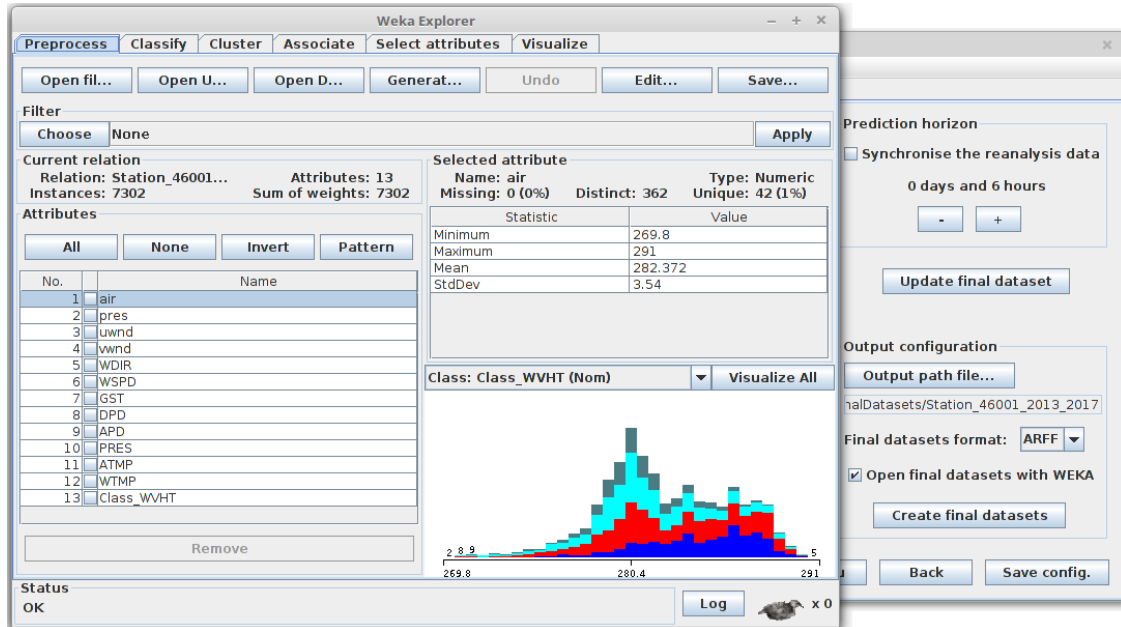 Weka Explorer
Preprocess Classify Cluster Associate Select attributes Visualize
Open fil... Open U... Open D... Generat... Undo Edit... Save...
Filter
Choose None Apply
Current relation
Relation: Station_46001... Attributes: 13
Instances: 7302 Sum of weights: 7302
Attributes
All None Invert Pattern
No. Name
1 air
2 pres
3 uwnd
4 vwnd
5 WDIR
6 WSPD
7 GST
8 DPD
9 APD
10 PRES
11 ATMP
12 WTMP
13 Class_WVHT
Remove
Selected attribute
Name: air Type: Numeric
Missing: 0 (0%) Distinct: 362 Unique: 42 (1%)
Statistic Value
Minimum 269.8
Maximum 291
Mean 282.372
StdDev 3.54
Class: Class_WVHT (Nom) Visualize All
2 8 9 5
269.8 280.4 291
Status
OK
Log x 0
Prediction horizon
Synchronise the reanalysis data
0 days and 6 hours
- +
Update final dataset
Output configuration
Output path file...
nalDatasets/Station_46001_2013_2017
Final datasets format: ARFF
Open final datasets with WEKA
Create final datasets
Back Save config.